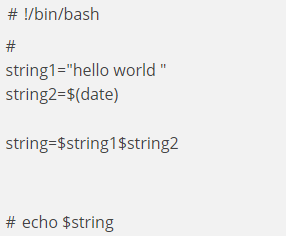 # !/bin/bash
#
string1="hello world "
string2=$(date)
string=$string1$string2
# echo $string